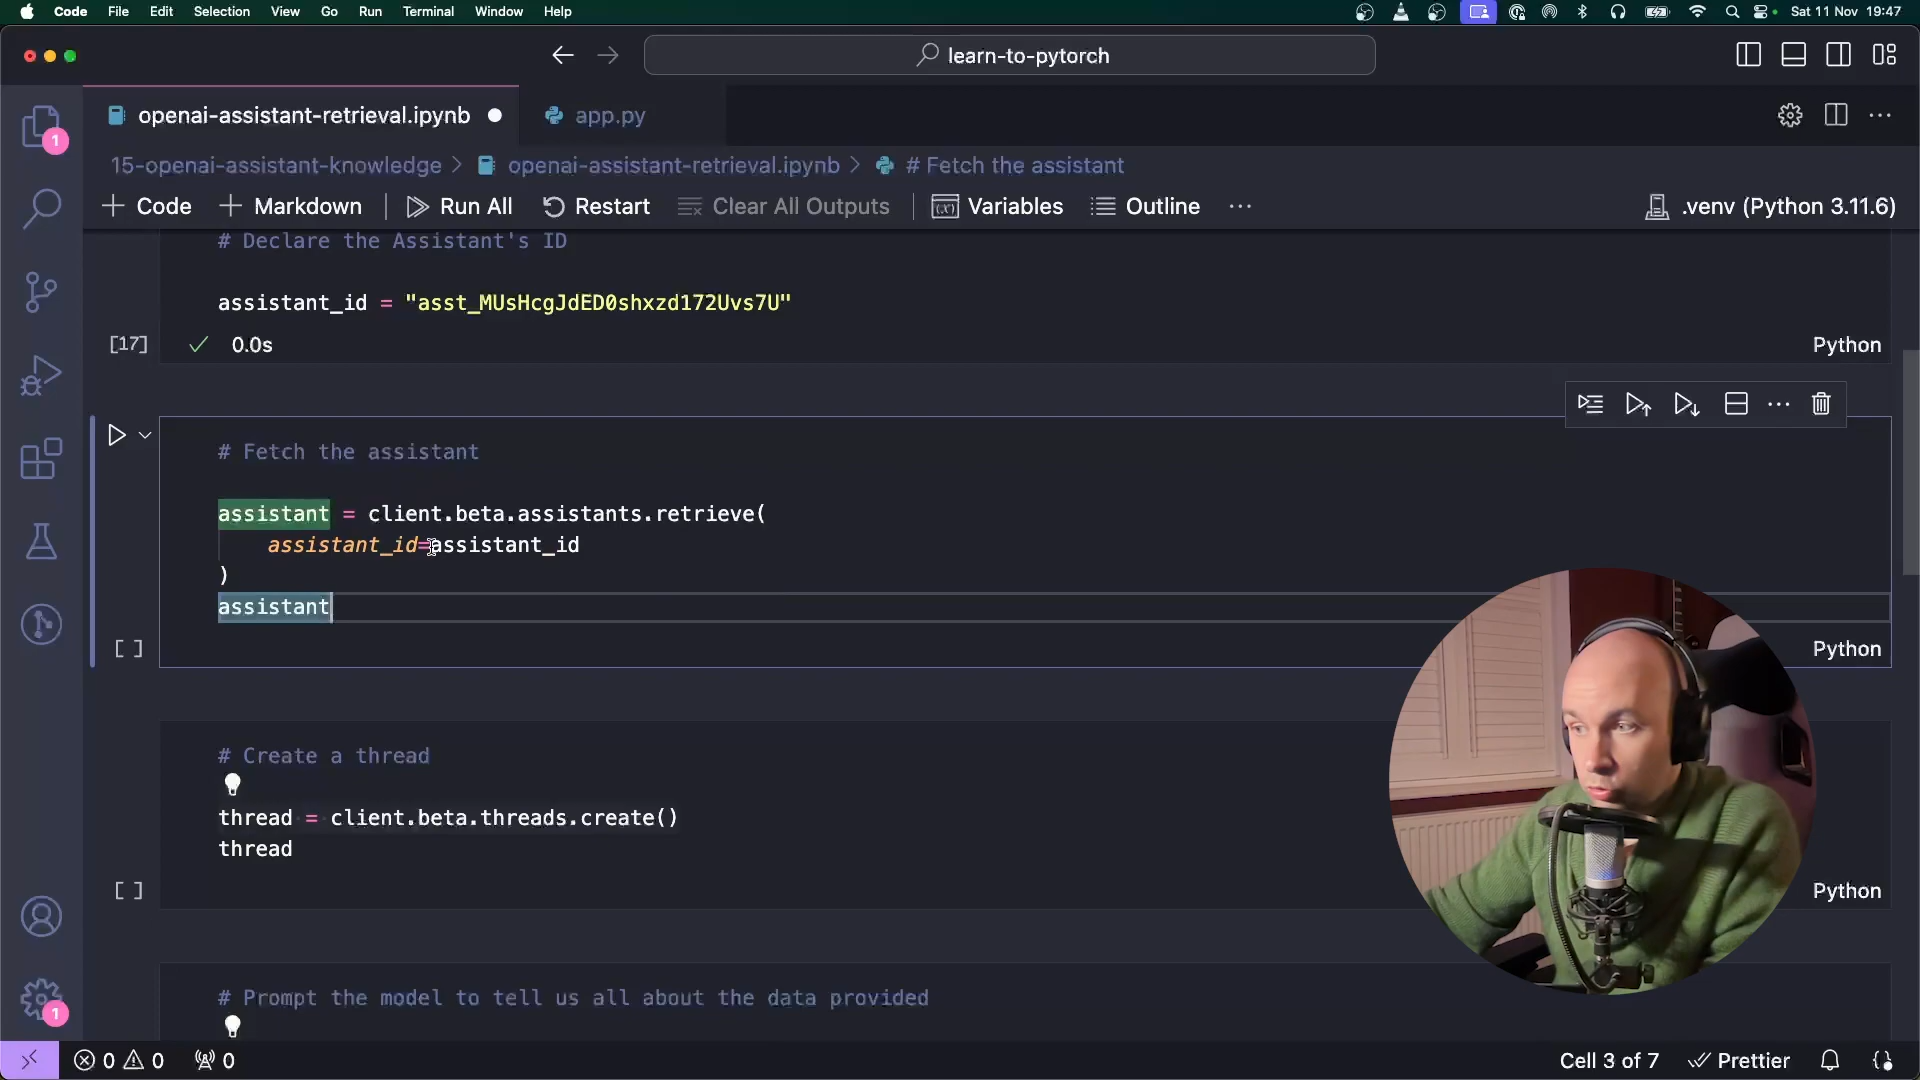 Code File Edit Selection View Go Run Terminal Window Help Sat 11 Nov 19:47
learn-to-pytorch
openai-assistant-retrieval.ipynb app.py
1
15-openai-assistant-knowledge > openai-assistant-retrieval.ipynb > # Fetch the assistant
+ Code + Markdown Run All Restart Clear All Outputs (x) Variables Outline ... .venv (Python 3.11.6)
# Declare the Assistant's ID
assistant_id = "asst_MUsHcgJdED0shxzd172Uvs7U"
[17] ✓ 0.0s Python
# Fetch the assistant
assistant = client.beta.assistants.retrieve(
assistant_id=assistant_id
)
assistant
[ ] Python
# Create a thread
thread = client.beta.threads.create()
thread
[ ] Python
# Prompt the model to tell us all about the data provided
1
0 0 0 Cell 3 of 7 Prettier